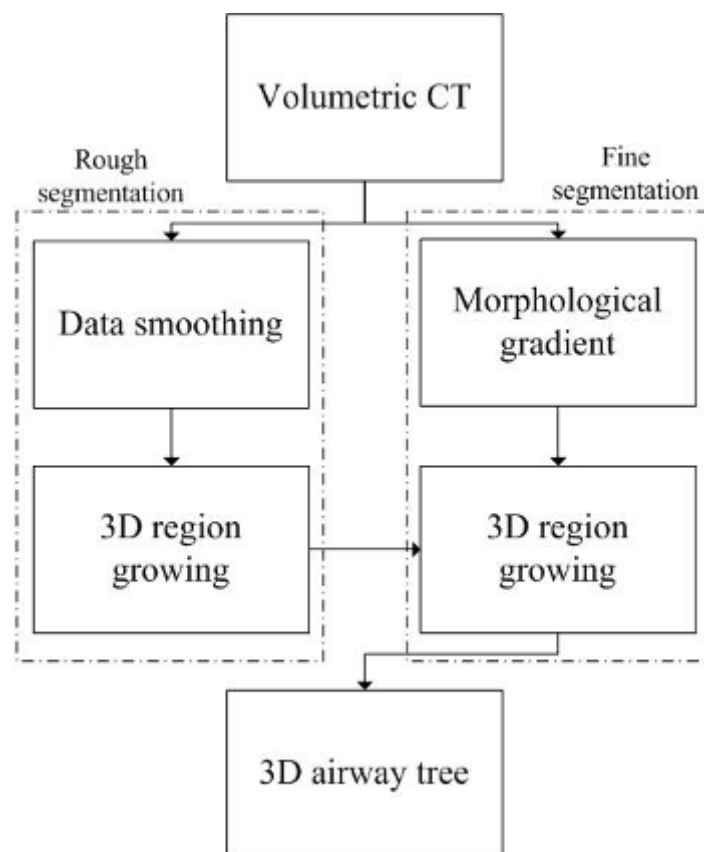 Volumetric CT
Rough
segmentation
Fine
segmentation
Data smoothing
Morphological
gradient
3D region
growing
3D region
growing
3D airway tree